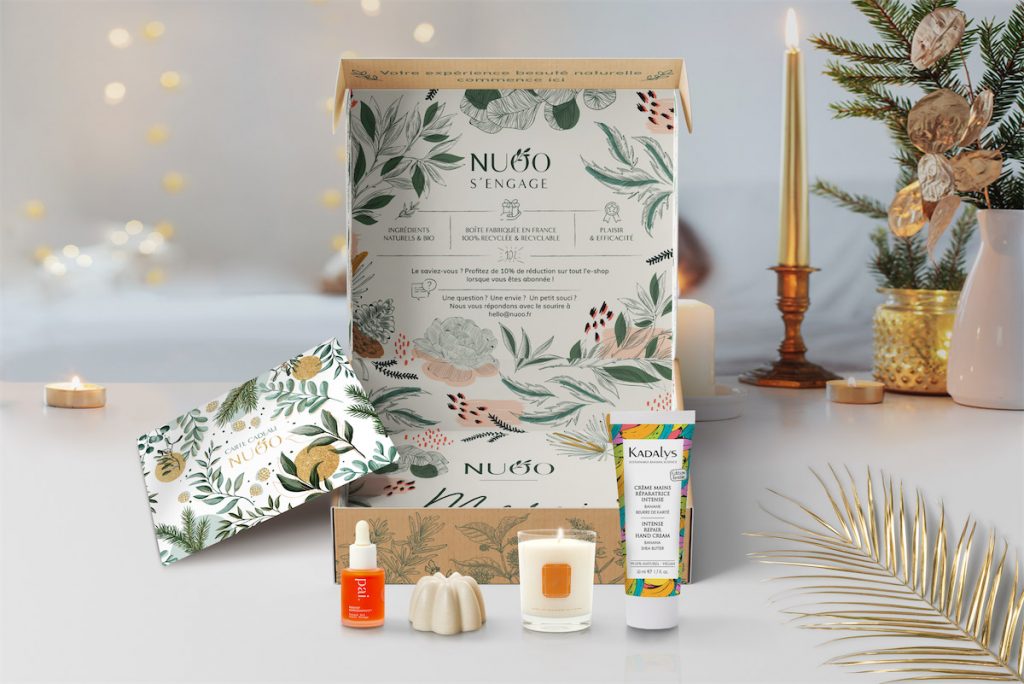 Votre expérience beauté naturelle
commence ici
NUOO
S'ENGAGE
INGRÉDIENTS
NATURELS & BIO
BOÎTE FABRIQUÉE EN FRANCE
100% RECYCLÉE & RECYCLABLE
PLAISIR
& EFFICACITÉ
Le saviez-vous ? Profitez de 10% de réduction sur tout l'e-shop
lorsque vous êtes abonnée !
Une question ? Une envie ? Un petit souci ?
Nous vous répondons avec le sourire à
hello@nuoo.fr
CARTE CADEAU
NUOO
NUOO
pai
KADALYS
CRÈME MAINS
RÉPARATRICE
INTENSE
BANANE
BEURRE DE KARITÉ
INTENSE
REPAIR
HAND CREAM
BANANA
SHEA BUTTER